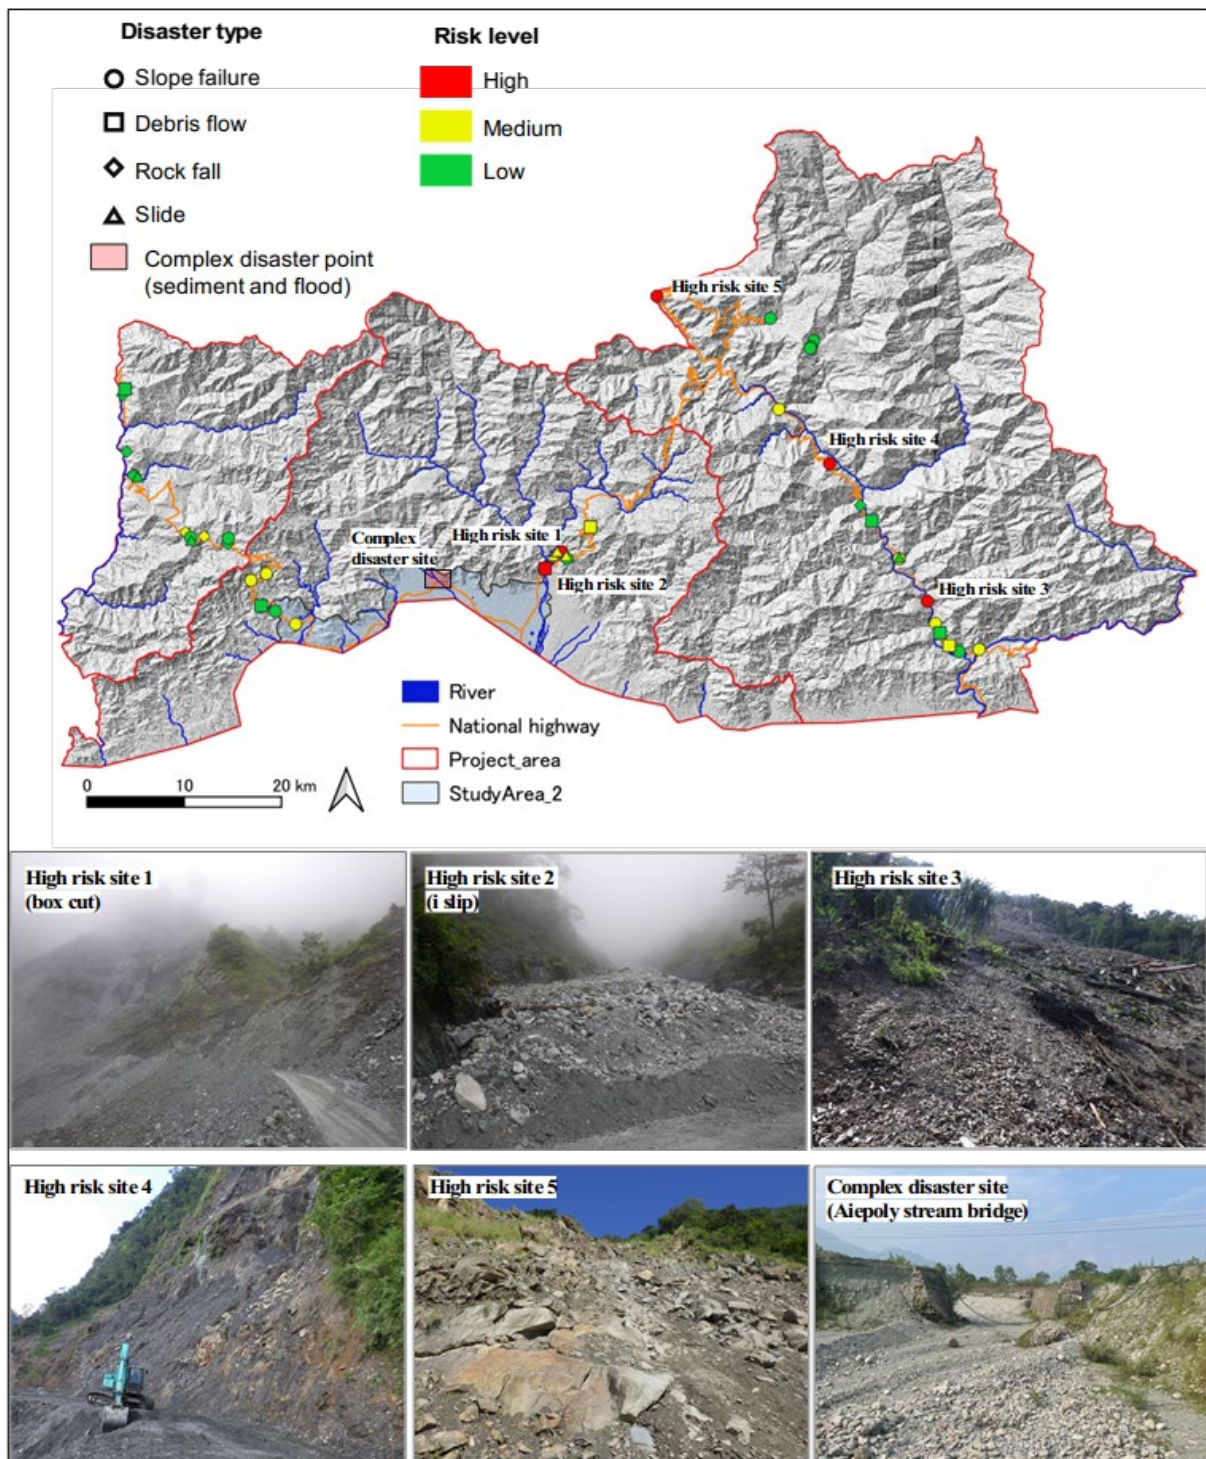 Disaster type
Slope failure
Debris flow
Rock fall
Slide
Complex disaster point
(sediment and flood)
Risk level
High
Medium
Low
High risk site 5
High risk site 4
High risk site 1
Complex
disaster site
High risk site 2
High risk site 3
River
National highway
Project_area
StudyArea_2
0 10 20 km
High risk site 1
(box cut)
High risk site 2
(i slip)
High risk site 3
High risk site 4
High risk site 5
Complex disaster site
(Aiepoly stream bridge)